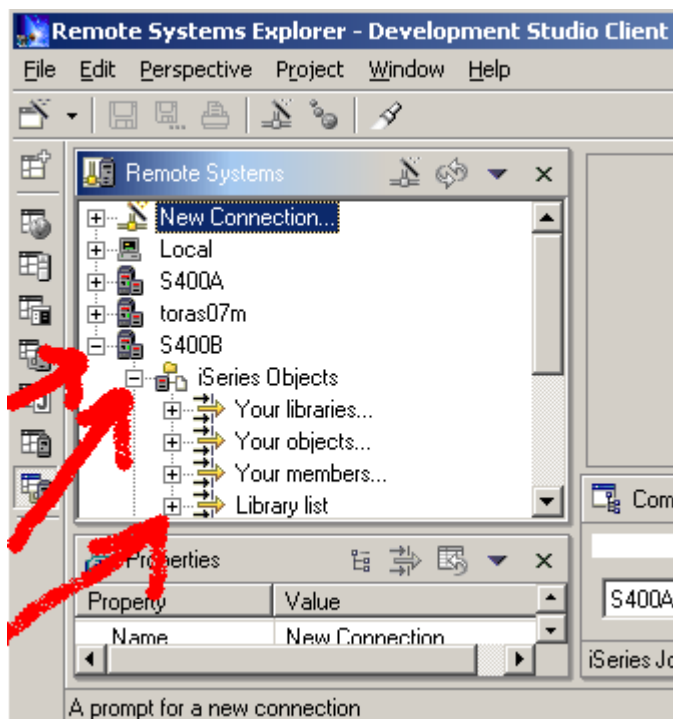 Remote Systems Explorer - Development Studio Client
File Edit Perspective Project Window Help
Remote Systems
New Connection...
Local
S400A
toras07m
S400B
iSeries Objects
Your libraries...
Your objects...
Your members...
Library list
Com
Properties
Property Value
S400A
Name New Connection
iSeries Jo
A prompt for a new connection